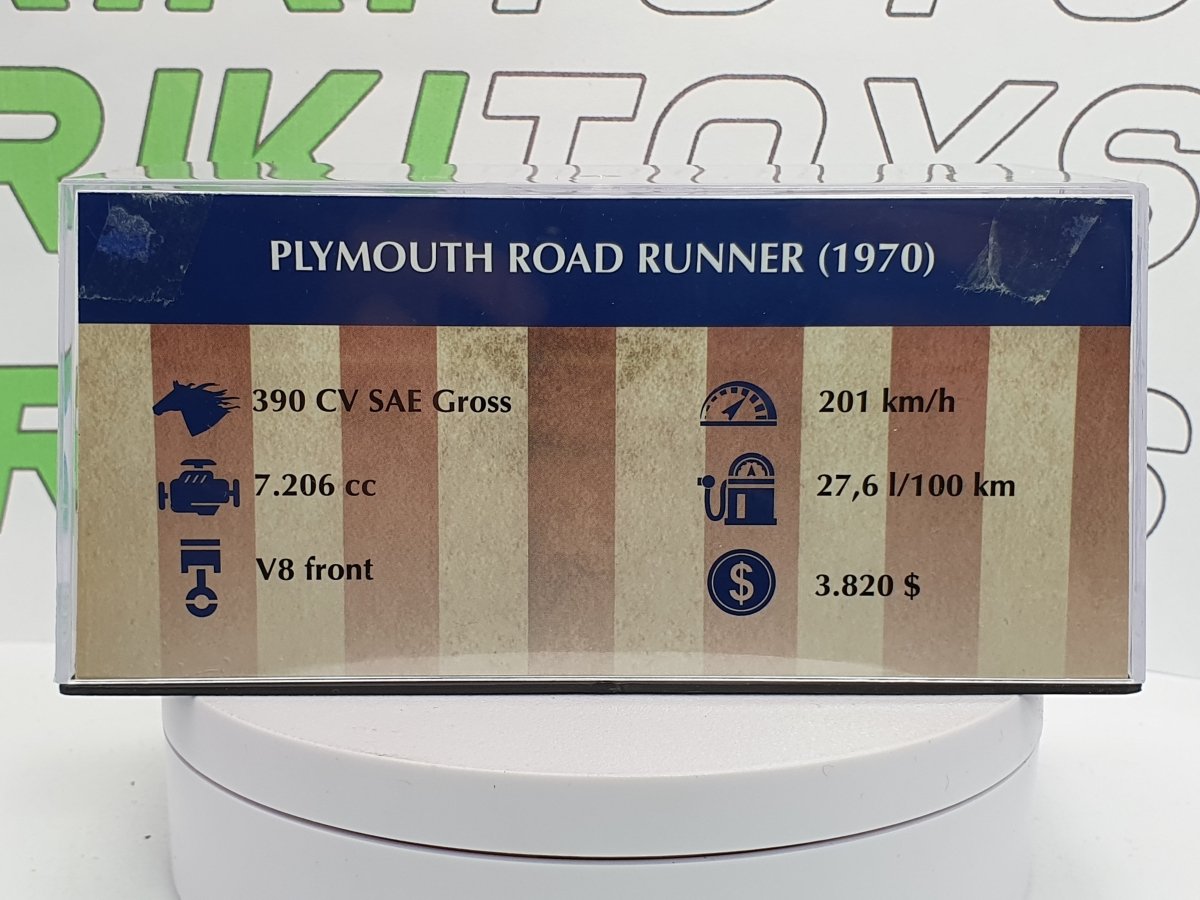 RIKITOYS
PLYMOUTH ROAD RUNNER (1970)
390 CV SAE Gross
201 km/h
7.206 cc
27,6 l/100 km
V8 front
3.820 $